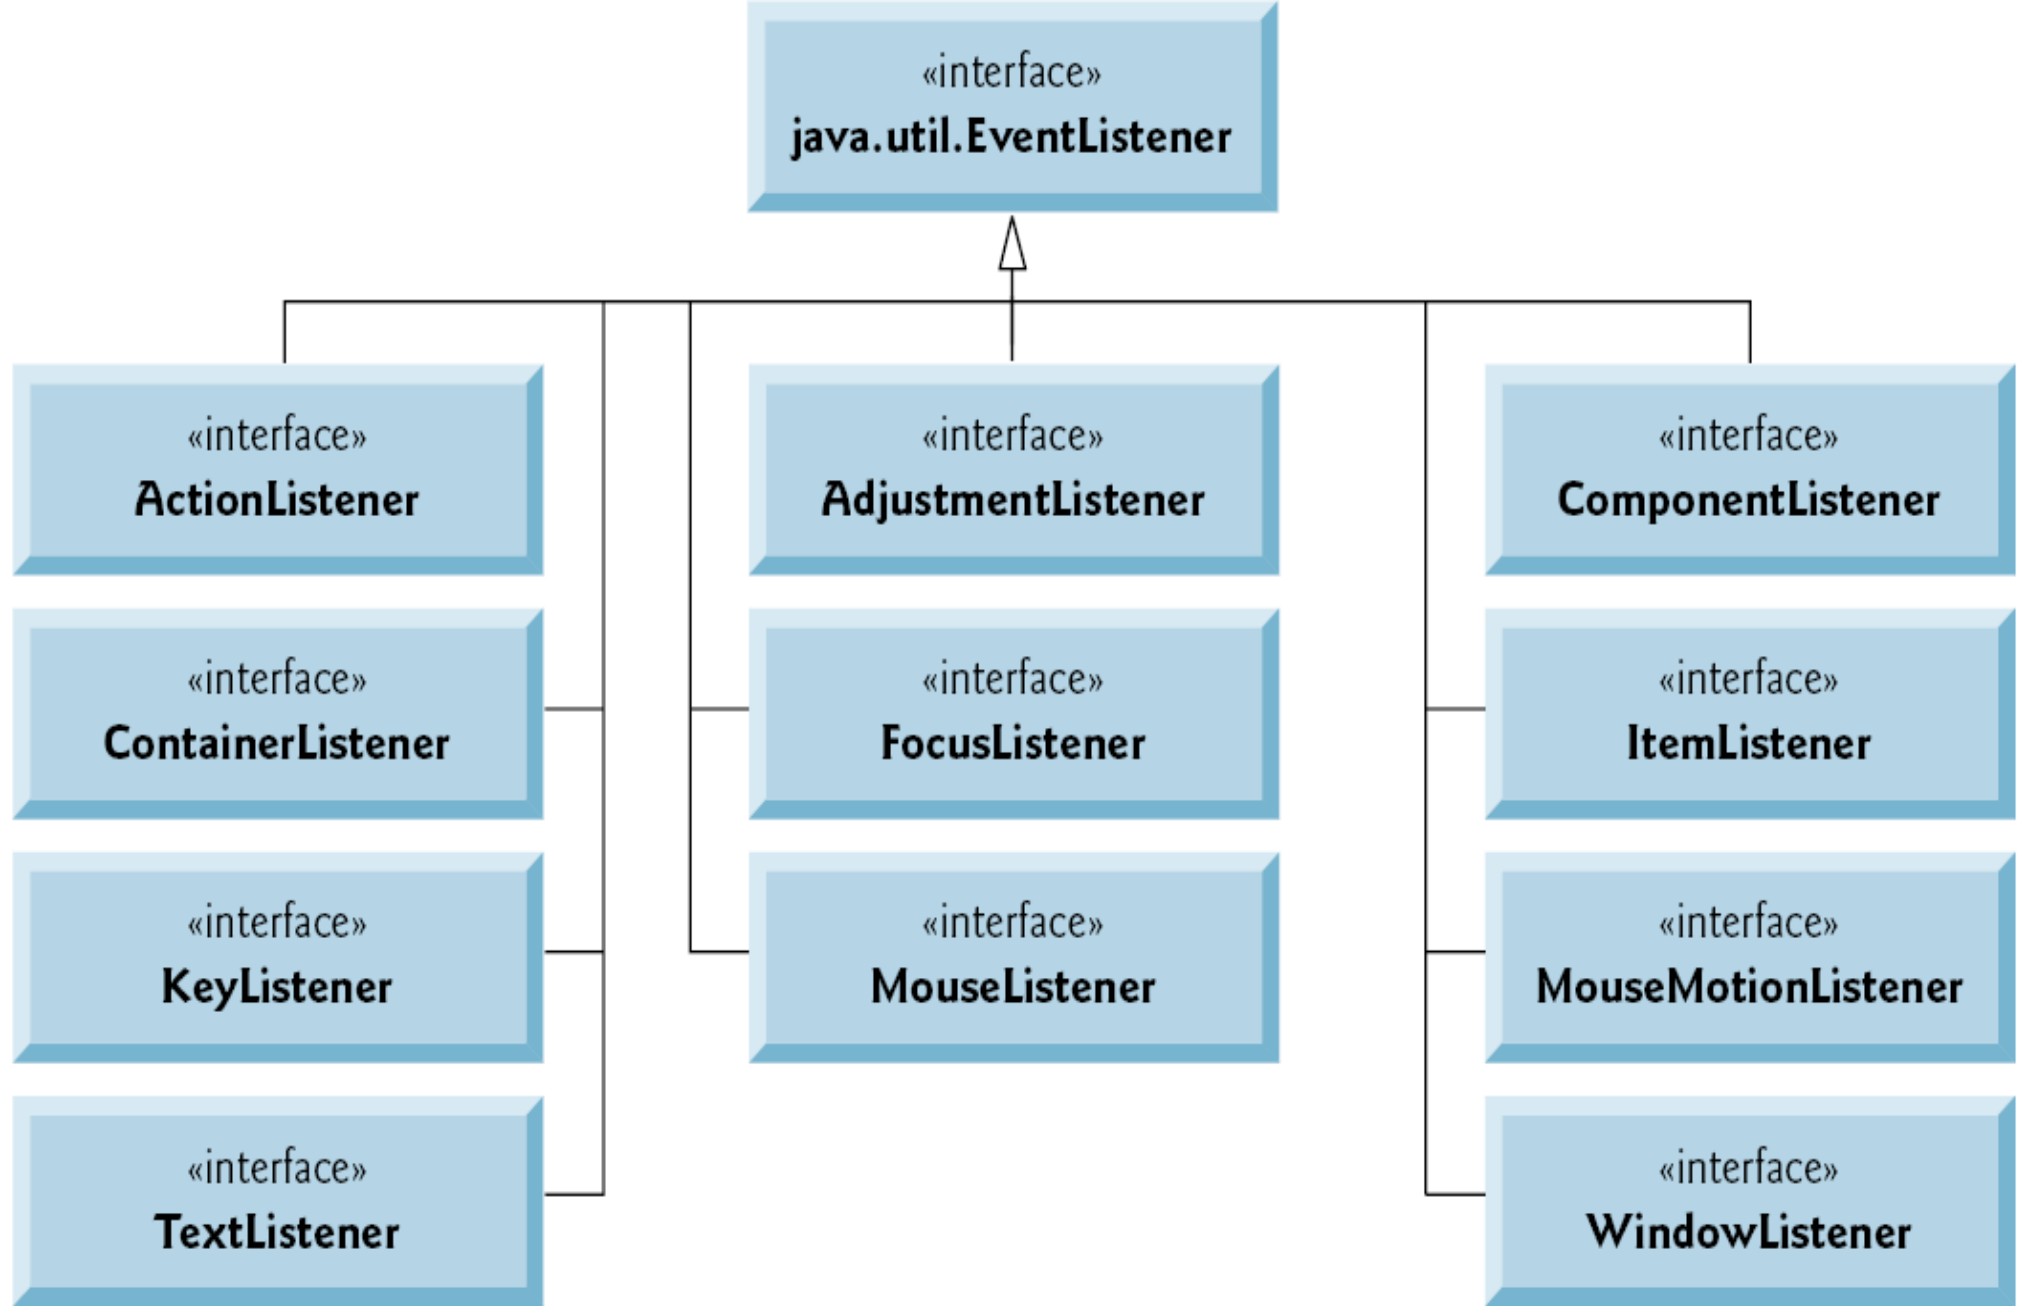 «interface»
java.util.EventListener
«interface»
ActionListener
«interface»
AdjustmentListener
«interface»
ComponentListener
«interface»
ContainerListener
«interface»
FocusListener
«interface»
ItemListener
«interface»
KeyListener
«interface»
MouseListener
«interface»
MouseMotionListener
«interface»
TextListener
«interface»
WindowListener